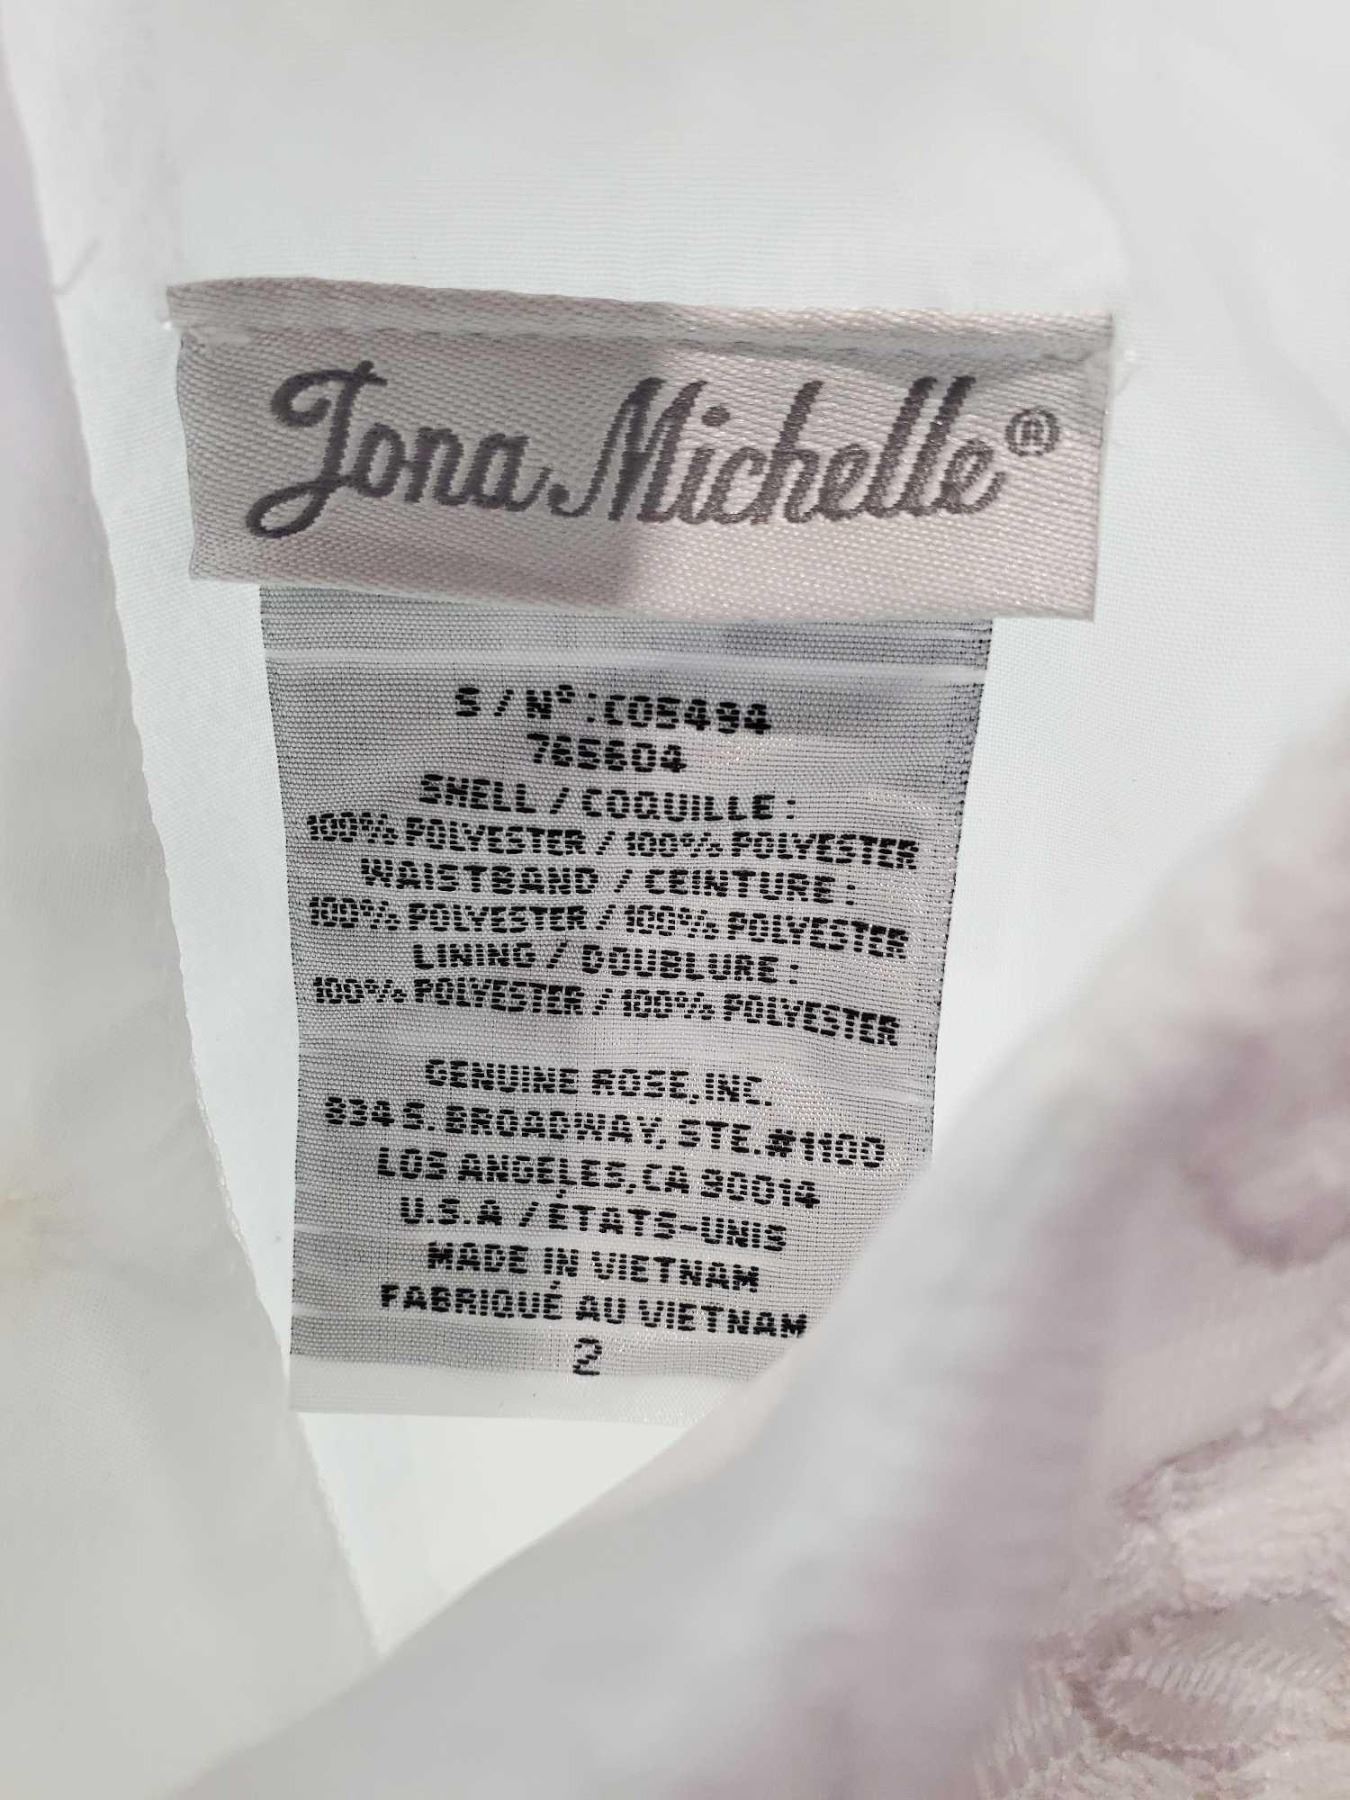 Jona Michelle®
S / Nº : C05494
765604
SHELL / COQUILLE :
100% POLYESTER / 100% POLYESTER
WAISTBAND / CEINTURE :
100% POLYESTER / 100% POLYESTER
LINING / DOUBLURE :
100% POLYESTER / 100% POLYESTER
GENUINE ROSE, INC.
834 S. BROADWAY, STE. #1100
LOS ANGELES, CA 90014
U.S.A / ÉTATS-UNIS
MADE IN VIETNAM
FABRIQUÉ AU VIETNAM
2